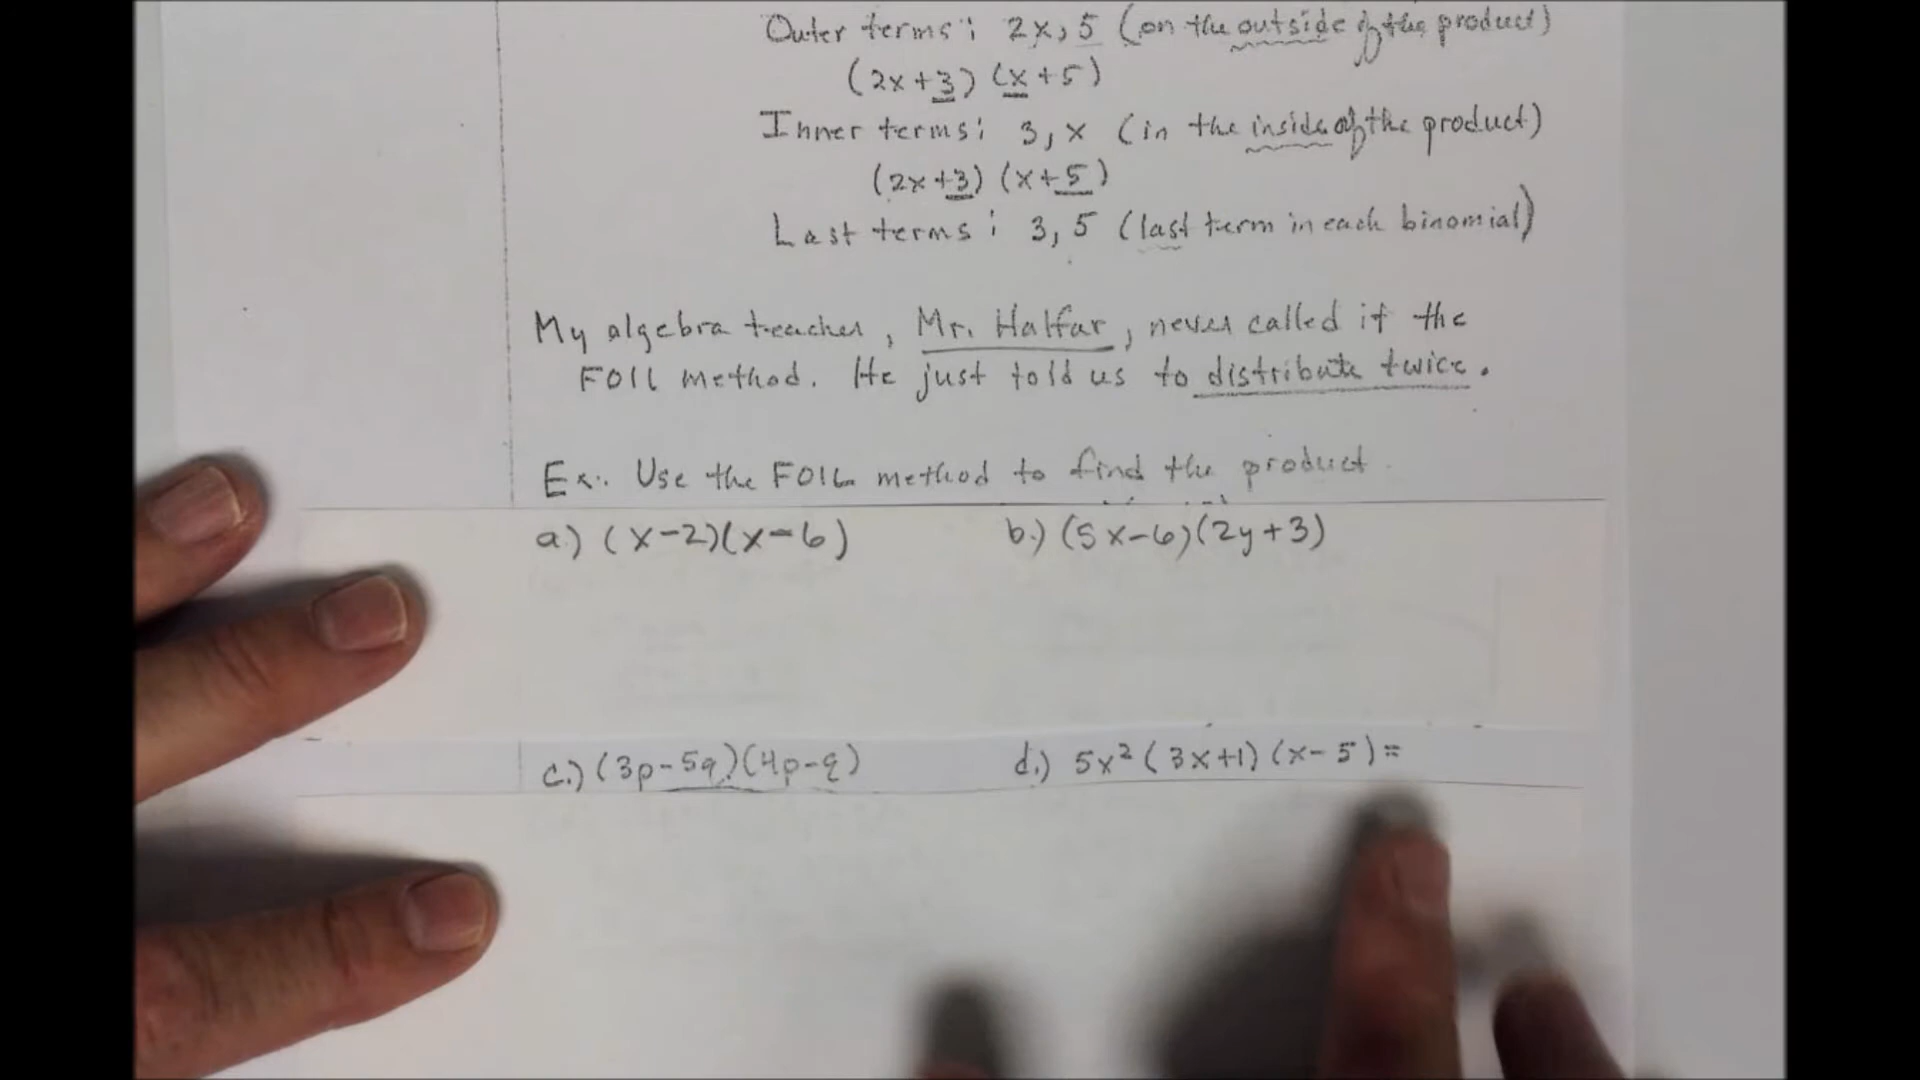 Outer terms: 2x, 5 (on the outside of the product)
(2x+3) (x+5)
Inner terms: 3, x (in the inside of the product)
(2x+3) (x+5)
Last terms: 3, 5 (last term in each binomial)
My algebra teacher, Mr. Halfar, never called it the
FOIL method. He just told us to distribute twice.
Ex. Use the FOIL method to find the product
a.) (x-2)(x-6) b.) (5x-6)(2y+3)
c.) (3p-5q)(4p-q) d.) 5x² (3x+1) (x-5)=